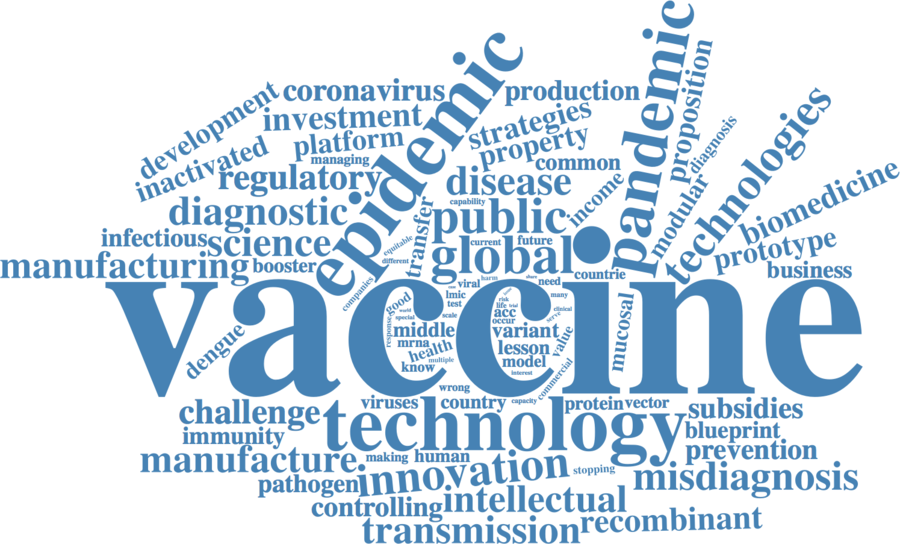 epidemic
pandemic
development
coronavirus
production
proposition
investment
strategies
technologies
inactivated
platform
property
diagnosis
managing
common
regulatory
disease
income
modular
biomedicine
diagnostic
capability
public
transfer
infectious
science
equitable
current
future
prototype
manufacturing
booster
different
global
countrie
business
companies
viral
harm
share
need
vaccine
good
lmic
risk
many
world
test
life
trial
clinical
special
scale
acc
occur
serve
mucosal
response
middle
variant
value
mrna
health
lesson
dengue
know
multiple
model
interest
commercial
wrong
challenge
viruses
country
capacity
protein
vector
subsidies
technology
immunity
blueprint
manufacture
making
human
prevention
pathogen
innovation
stopping
misdiagnosis
controlling
intellectual
transmission
recombinant